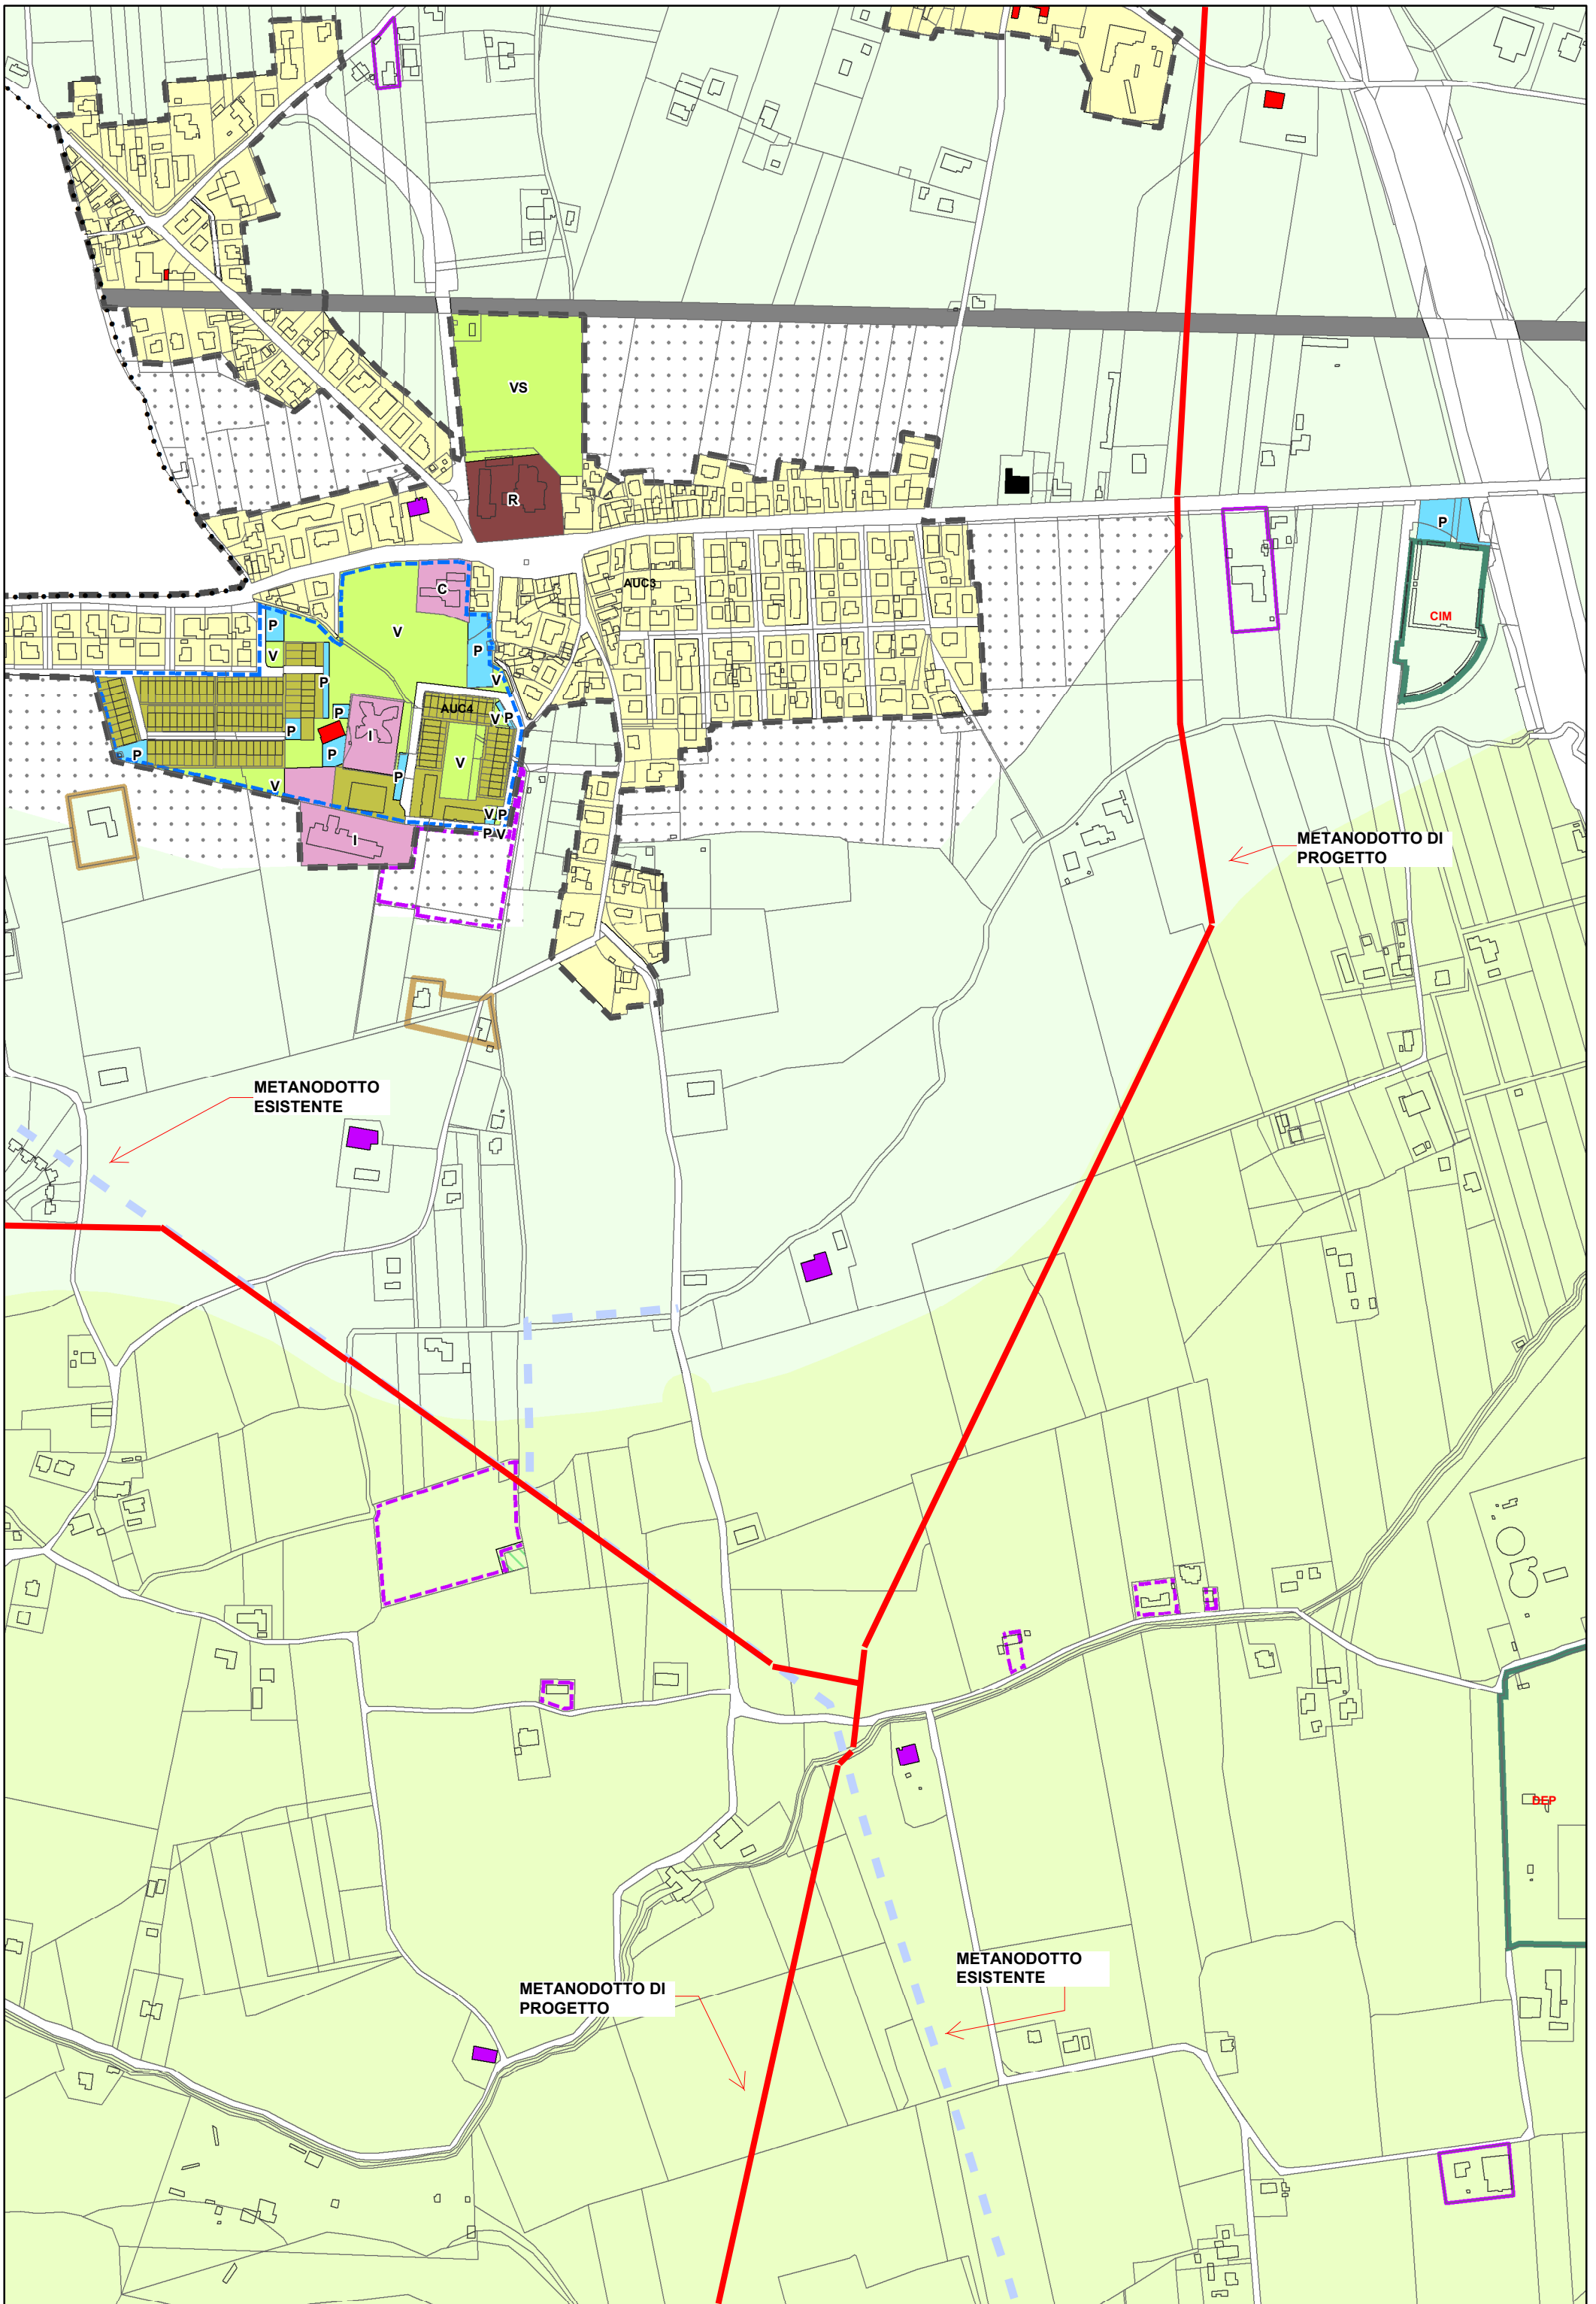 VS
R
P
AUC3
C
CIM
P
V
P
V
P
V
AUC4
P
V
P
P
I
P
P
V
P
V
V
P
P
V
I
METANODOTTO DI
PROGETTO
METANODOTTO
ESISTENTE
DEP
METANODOTTO
ESISTENTE
METANODOTTO DI
PROGETTO